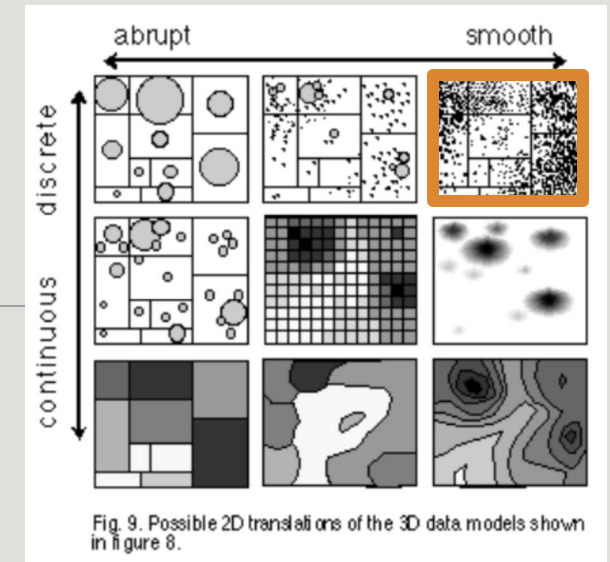 abrupt
smooth
discrete
continuous
Fig. 9. Possible 2D translations of the 3D data models shown
in figure 8.